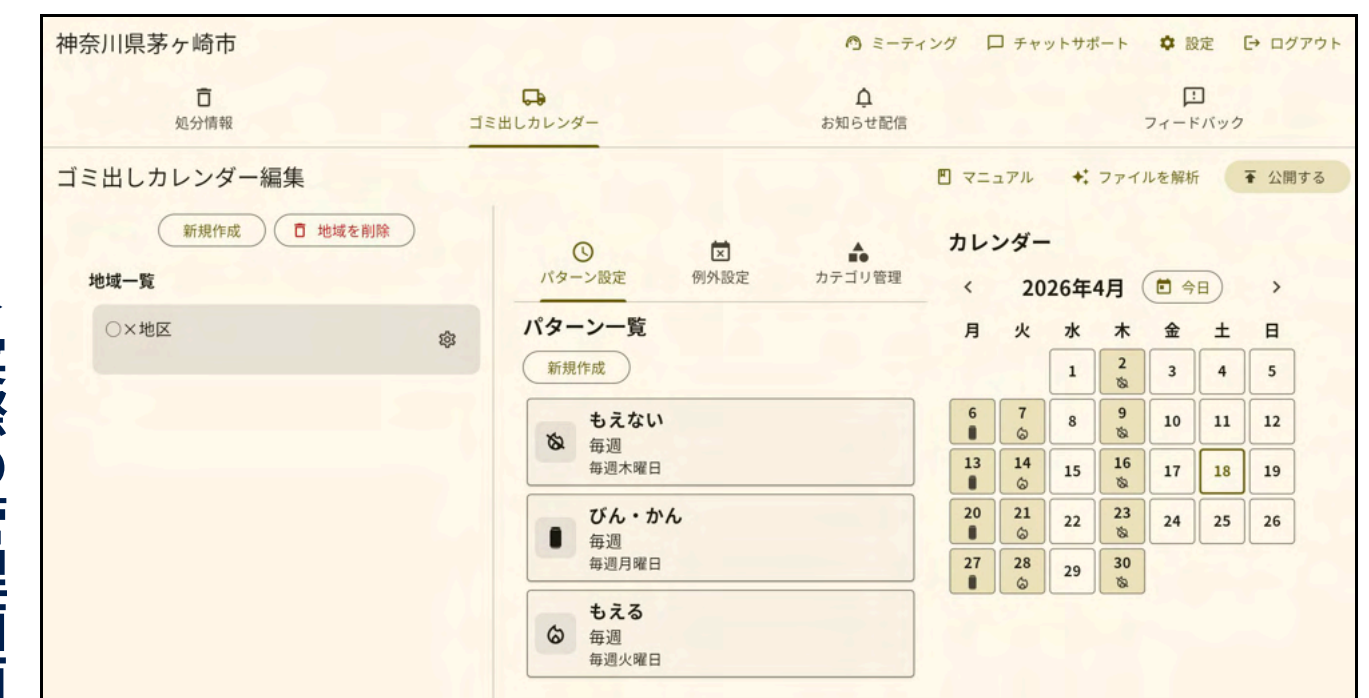 神奈川県茅ヶ崎市
ミーティング チャットサポート 設定 ログアウト
処分情報 ゴミ出しカレンダー お知らせ配信 フィードバック
ゴミ出しカレンダー編集
マニュアル ファイルを解析 公開する
新規作成 地域を削除
地域一覧
○×地区
パターン設定 例外設定 カテゴリ管理
パターン一覧
新規作成
もえない
毎週
毎週木曜日
びん・かん
毎週
毎週月曜日
もえる
毎週
毎週火曜日
カレンダー
2026年4月 今日
月 火 水 木 金 土 日
1 2 3 4 5
6 7 8 9 10 11 12
13 14 15 16 17 18 19
20 21 22 23 24 25 26
27 28 29 30